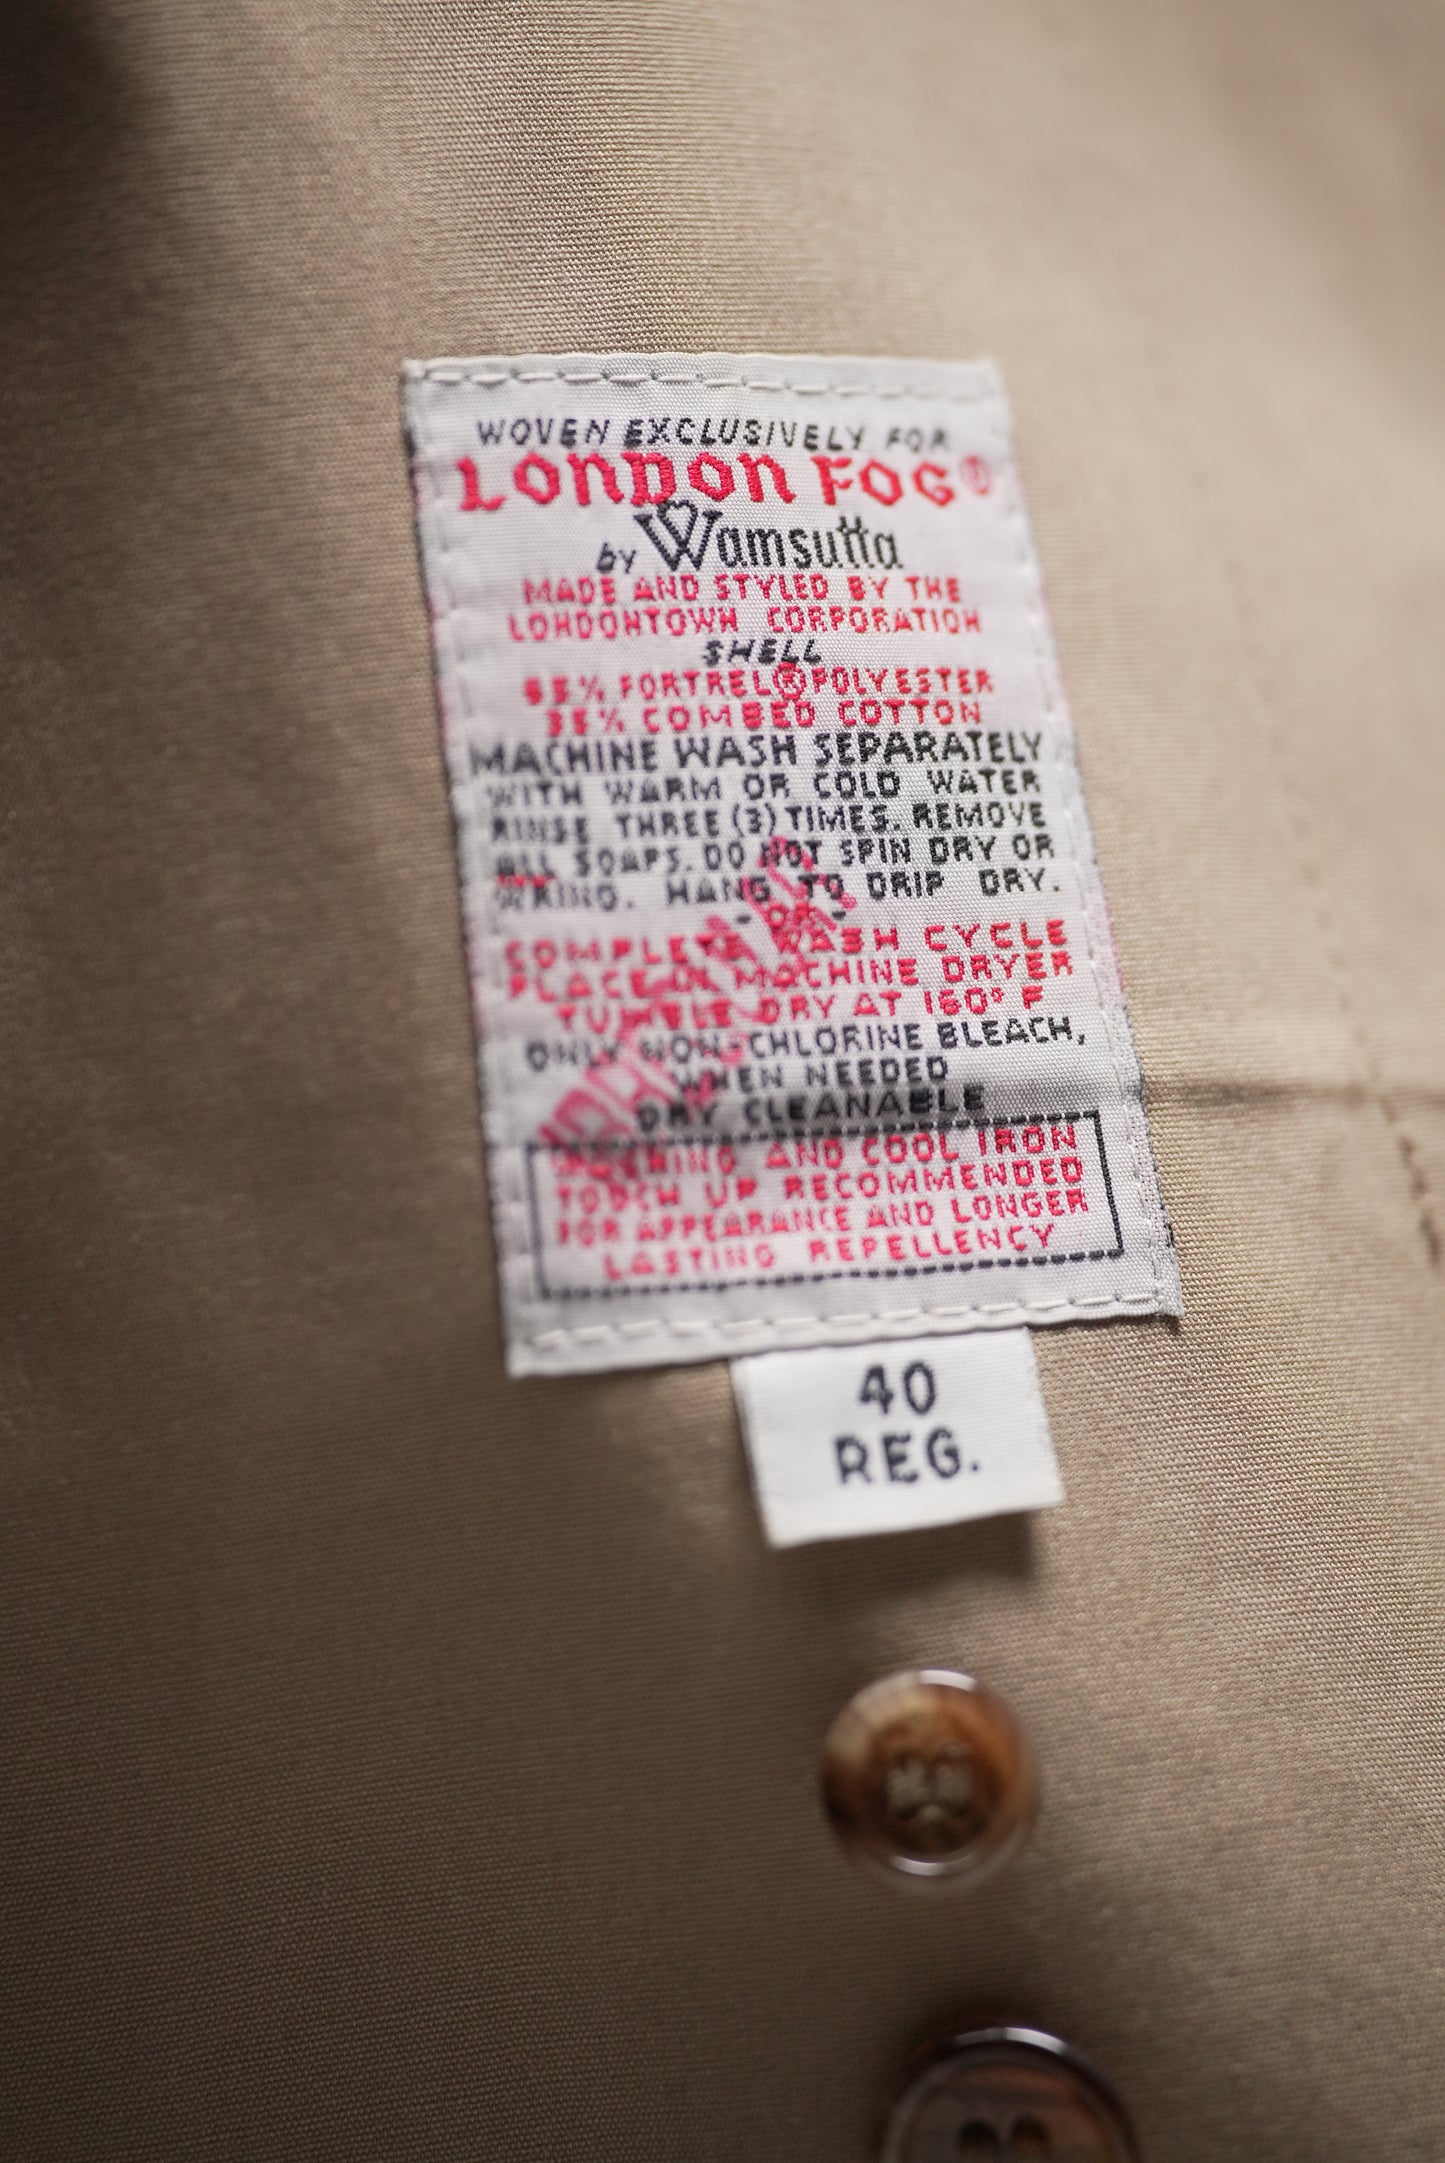 WOVEN EXCLUSIVELY FOR
LONDON FOG®
by Wamsutta
MADE AND STYLED BY THE
LONDONTOWN CORPORATION
SHELL
65% FORTREL® POLYESTER
35% COMBED COTTON
MACHINE WASH SEPARATELY
WITH WARM OR COLD WATER
RINSE THREE (3) TIMES. REMOVE
ALL SOAPS. DO NOT SPIN DRY OR
WRING. HANG TO DRIP DRY.
-OR-
COMPLETE WASH CYCLE
PLACE IN MACHINE DRYER
TUMBLE DRY AT 160° F
ONLY NON-CHLORINE BLEACH,
WHEN NEEDED
DRY CLEANABLE
AND COOL IRON
TOUCH UP RECOMMENDED
FOR APPEARANCE AND LONGER
LASTING REPELLENCY
40
REG.